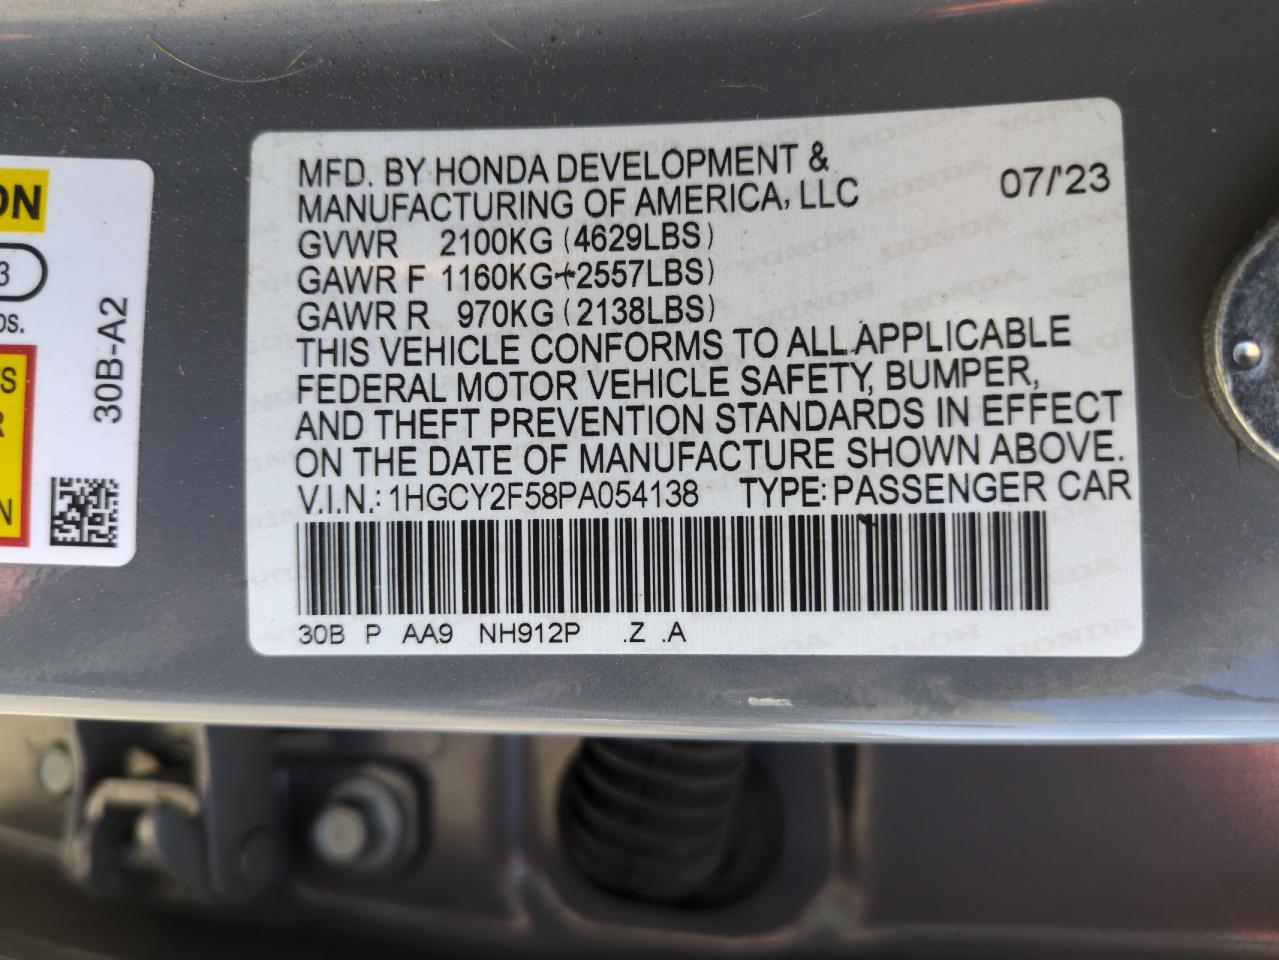 ON
3
OS.
S
R
N
30B-A2
MFD. BY HONDA DEVELOPMENT &
MANUFACTURING OF AMERICA, LLC 07/'23
GVWR 2100KG (4629LBS)
GAWR F 1160KG (2557LBS)
GAWR R 970KG (2138LBS)
THIS VEHICLE CONFORMS TO ALL APPLICABLE
FEDERAL MOTOR VEHICLE SAFETY, BUMPER,
AND THEFT PREVENTION STANDARDS IN EFFECT
ON THE DATE OF MANUFACTURE SHOWN ABOVE.
V.I.N.: 1HGCY2F58PA054138 TYPE: PASSENGER CAR
30B P AA9 NH912P .Z .A